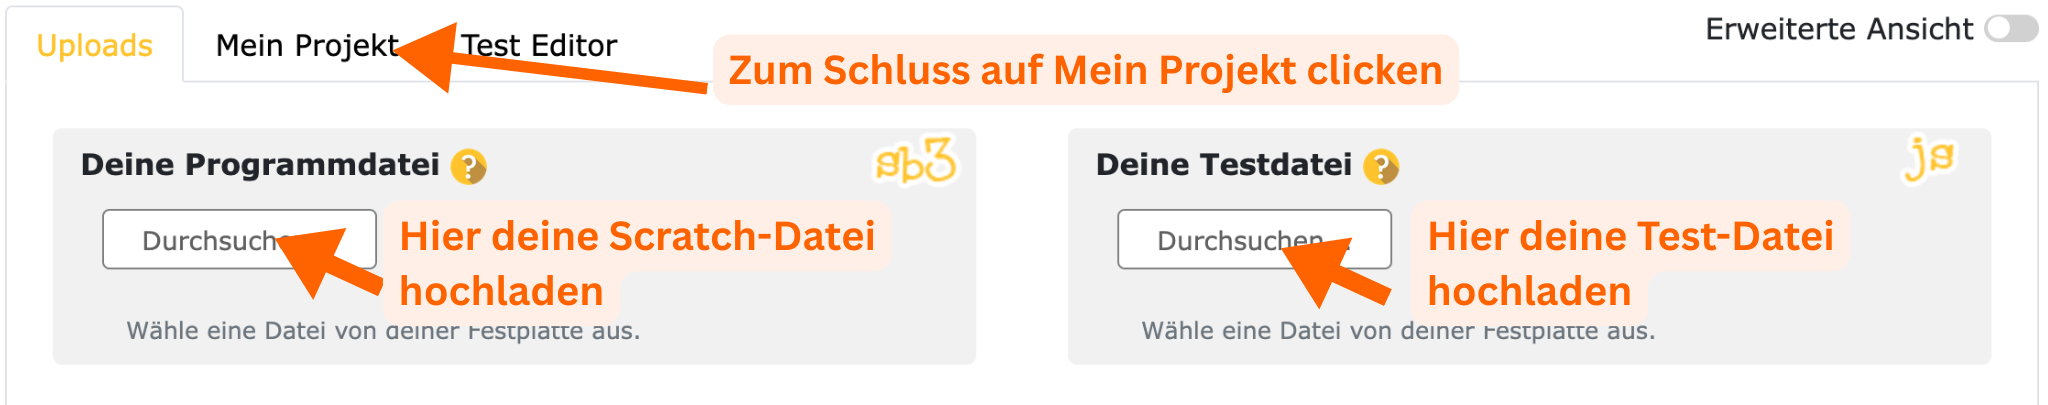 Uploads Mein Projekt Test Editor Erweiterte Ansicht
Zum Schluss auf Mein Projekt clicken
Deine Programmdatei ? sb3
Deine Testdatei ? js
Hier deine Scratch-Datei
hochladen
Durchsuchen
Hier deine Test-Datei
hochladen
Wähle eine Datei von deiner Festplatte aus.
Wähle eine Datei von deiner Festplatte aus.